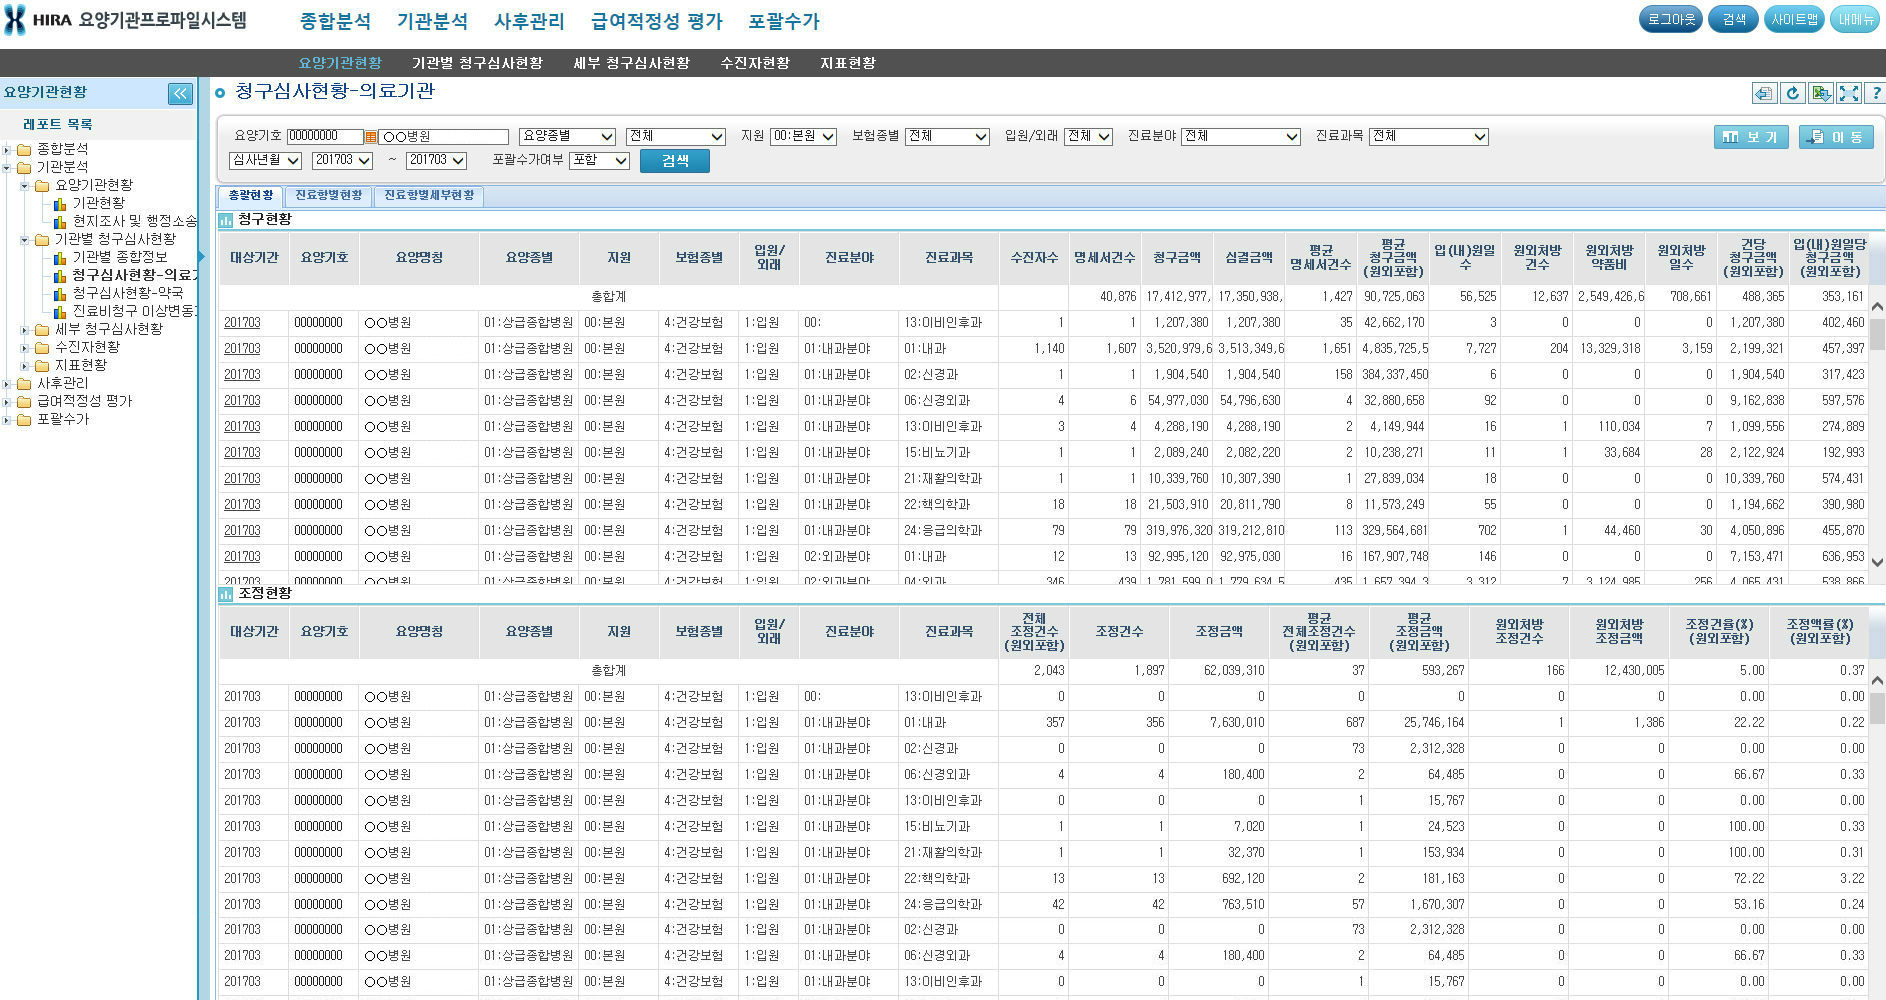 HIRA 요양기관프로파일시스템
종합분석 기관분석 사후관리 급여적정성 평가 포괄수가
로그아웃 검색 사이트맵 내메뉴
요양기관현황 기관별 청구심사현황 세부 청구심사현황 수진자현황 지표현황
요양기관현황
레포트 목록
종합분석
기관분석
요양기관현황
기관현황
현지조사 및 행정소송
기관별 청구심사현황
기관별 종합정보
청구심사현황-의료기
청구심사현황-약국
진료비청구 이상변동
세부 청구심사현황
수진자현황
지표현황
사후관리
급여적정성 평가
포괄수가
청구심사현황-의료기관
요양기호 00000000 ○○병원 요양종별 전체 지원 00:본원 보험종별 전체 입원/외래 전체 진료분야 전체 진료과목 전체
심사년월 201703 ~ 201703 포괄수가여부 포함 검색
보 기 이 동
총괄현황 진료항별현황 진료항별세부현황
청구현황
대상기간 요양기호 요양명칭 요양종별 지원 보험종별 입원/외래 진료분야 진료과목 수진자수 명세서건수 청구금액 심결금액 평균 명세서건수 평균 청구금액 (원외포함) 입(내)원일수 원외처방 건수 원외처방 약품비 원외처방 일수 건당 청구금액 (원외포함) 입(내)원일당 청구금액 (원외포함)
총합계 40,876 17,412,977, 17,350,938, 1,427 90,725,063 56,525 12,637 2,549,426,6 708,661 488,365 353,161
201703 00000000 ○○병원 01:상급종합병원 00:본원 4:건강보험 1:입원 00: 13:이비인후과 1 1 1,207,380 1,207,380 35 42,662,170 3 0 0 0 1,207,380 402,460
201703 00000000 ○○병원 01:상급종합병원 00:본원 4:건강보험 1:입원 01:내과분야 01:내과 1,140 1,607 3,520,979,6 3,513,349,6 1,651 4,835,725,5 7,727 204 13,329,318 3,159 2,199,321 457,397
201703 00000000 ○○병원 01:상급종합병원 00:본원 4:건강보험 1:입원 01:내과분야 02:신경과 1 1 1,904,540 1,904,540 158 384,337,450 6 0 0 0 1,904,540 317,423
201703 00000000 ○○병원 01:상급종합병원 00:본원 4:건강보험 1:입원 01:내과분야 06:신경외과 4 6 54,977,030 54,796,630 4 32,880,658 92 0 0 0 9,162,838 597,576
201703 00000000 ○○병원 01:상급종합병원 00:본원 4:건강보험 1:입원 01:내과분야 13:이비인후과 3 4 4,288,190 4,288,190 2 4,149,944 16 1 110,034 7 1,099,556 274,889
201703 00000000 ○○병원 01:상급종합병원 00:본원 4:건강보험 1:입원 01:내과분야 15:비뇨기과 1 1 2,089,240 2,082,220 2 10,238,271 11 1 33,684 28 2,122,924 192,993
201703 00000000 ○○병원 01:상급종합병원 00:본원 4:건강보험 1:입원 01:내과분야 21:재활의학과 1 1 10,339,760 10,307,390 1 27,839,034 18 0 0 0 10,339,760 574,431
201703 00000000 ○○병원 01:상급종합병원 00:본원 4:건강보험 1:입원 01:내과분야 22:핵의학과 18 18 21,503,910 20,811,790 8 11,573,249 55 0 0 0 1,194,662 390,980
201703 00000000 ○○병원 01:상급종합병원 00:본원 4:건강보험 1:입원 01:내과분야 24:응급의학과 79 79 319,976,320 319,212,810 113 329,564,681 702 1 44,460 30 4,050,896 455,870
201703 00000000 ○○병원 01:상급종합병원 00:본원 4:건강보험 1:입원 02:외과분야 01:내과 12 13 92,995,120 92,975,030 16 167,907,748 146 0 0 0 7,153,471 636,953
201703 00000000 ○○병원 01:상급종합병원 00:본원 4:건강보험 1:입원 02:외과분야 04:외과 346 439 1,781,599,0 1,779,634,5 435 1,657,394,3 3,312 7 3,124,985 256 4,065,431 538,866
조정현황
대상기간 요양기호 요양명칭 요양종별 지원 보험종별 입원/외래 진료분야 진료과목 전체 조정건수 (원외포함) 조정건수 조정금액 평균 전체조정건수 (원외포함) 평균 조정금액 (원외포함) 원외처방 조정건수 원외처방 조정금액 조정건율(%) (원외포함) 조정액률(%) (원외포함)
총합계 2,043 1,897 62,039,310 37 593,267 166 12,430,005 5.00 0.37
201703 00000000 ○○병원 01:상급종합병원 00:본원 4:건강보험 1:입원 00: 13:이비인후과 0 0 0 0 0 0 0 0.00 0.00
201703 00000000 ○○병원 01:상급종합병원 00:본원 4:건강보험 1:입원 01:내과분야 01:내과 357 356 7,630,010 687 25,746,164 1 1,386 22.22 0.22
201703 00000000 ○○병원 01:상급종합병원 00:본원 4:건강보험 1:입원 01:내과분야 02:신경과 0 0 0 73 2,312,328 0 0 0.00 0.00
201703 00000000 ○○병원 01:상급종합병원 00:본원 4:건강보험 1:입원 01:내과분야 06:신경외과 4 4 180,400 2 64,485 0 0 66.67 0.33
201703 00000000 ○○병원 01:상급종합병원 00:본원 4:건강보험 1:입원 01:내과분야 13:이비인후과 0 0 0 1 15,767 0 0 0.00 0.00
201703 00000000 ○○병원 01:상급종합병원 00:본원 4:건강보험 1:입원 01:내과분야 15:비뇨기과 1 1 7,020 1 24,523 0 0 100.00 0.33
201703 00000000 ○○병원 01:상급종합병원 00:본원 4:건강보험 1:입원 01:내과분야 21:재활의학과 1 1 32,370 1 153,934 0 0 100.00 0.31
201703 00000000 ○○병원 01:상급종합병원 00:본원 4:건강보험 1:입원 01:내과분야 22:핵의학과 13 13 692,120 2 181,163 0 0 72.22 3.22
201703 00000000 ○○병원 01:상급종합병원 00:본원 4:건강보험 1:입원 01:내과분야 24:응급의학과 42 42 763,510 57 1,670,307 0 0 53.16 0.24
201703 00000000 ○○병원 01:상급종합병원 00:본원 4:건강보험 1:입원 01:내과분야 02:신경과 0 0 0 73 2,312,328 0 0 0.00 0.00
201703 00000000 ○○병원 01:상급종합병원 00:본원 4:건강보험 1:입원 01:내과분야 06:신경외과 4 4 180,400 2 64,485 0 0 66.67 0.33
201703 00000000 ○○병원 01:상급종합병원 00:본원 4:건강보험 1:입원 01:내과분야 13:이비인후과 0 0 0 1 15,767 0 0 0.00 0.00